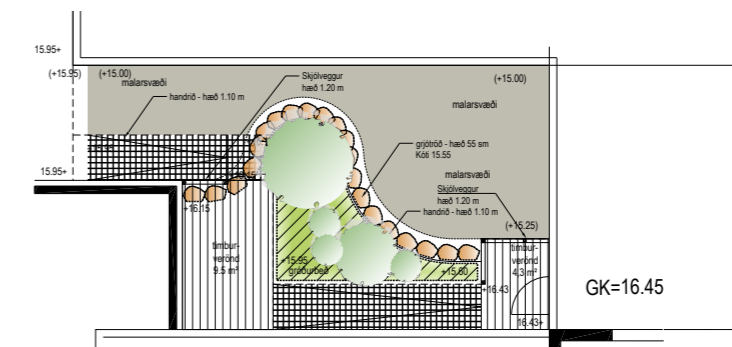 15.95+
(+15.95)
(+15.00)
malarsvæði
Skjólveggur
hæð 1.20 m
(+15.00)
malarsvæði
handrið - hæð 1.10 m
grjótröð - hæð 55 sm
Kóti 15.55
malarsvæði
Skjólveggur
hæð 1.20 m
handrið - hæð 1.10 m
15.95+
+16.15
(+15.25)
timbur-
verönd
9.5 m²
+15.95
gróðurbeð
+15.60
timbur-
verönd
4.3 m²
+16.43
GK=16.45
16.43+